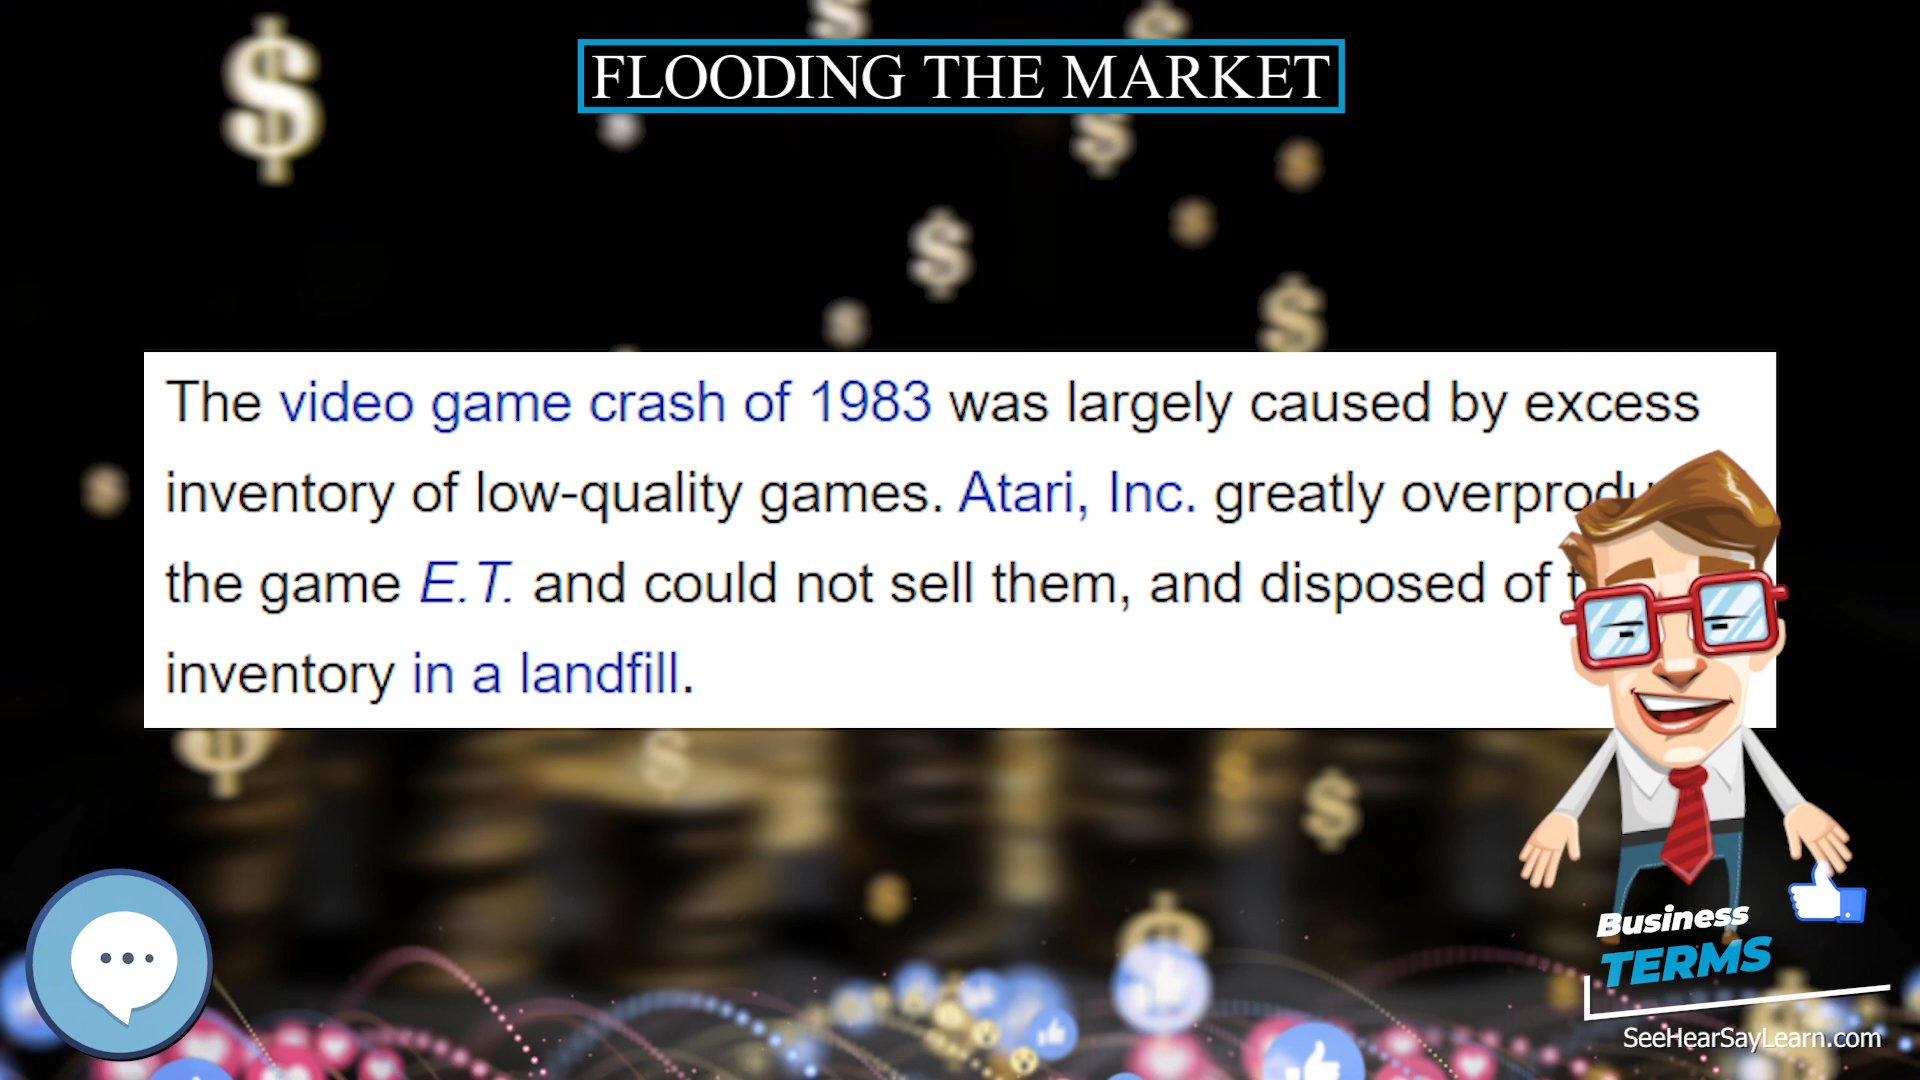 FLOODING THE MARKET
The video game crash of 1983 was largely caused by excess
inventory of low-quality games. Atari, Inc. greatly
the game E.T. and could not sell them, and disposed of
inventory in a landfill.
Business
TERMS
SeeHearSayLearn.com